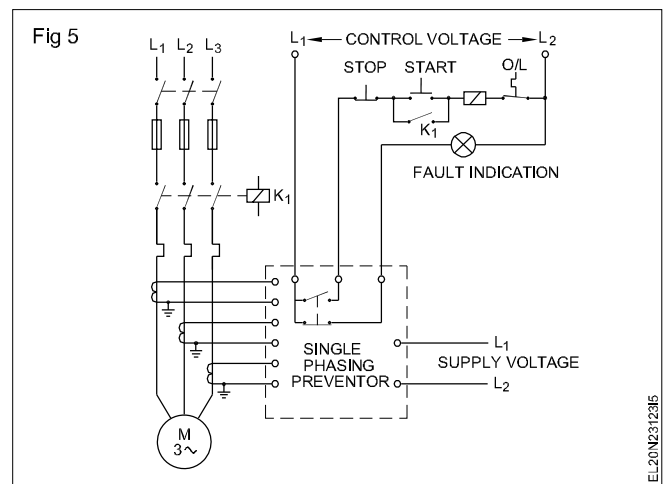 Fig 5
L1 L2 L3
L1 CONTROL VOLTAGE L2
STOP START O/L
K1
FAULT INDICATION
K1
SINGLE
PHASING
PREVENTOR
L1
SUPPLY VOLTAGE
L2
M
3~
EL20N23123I5